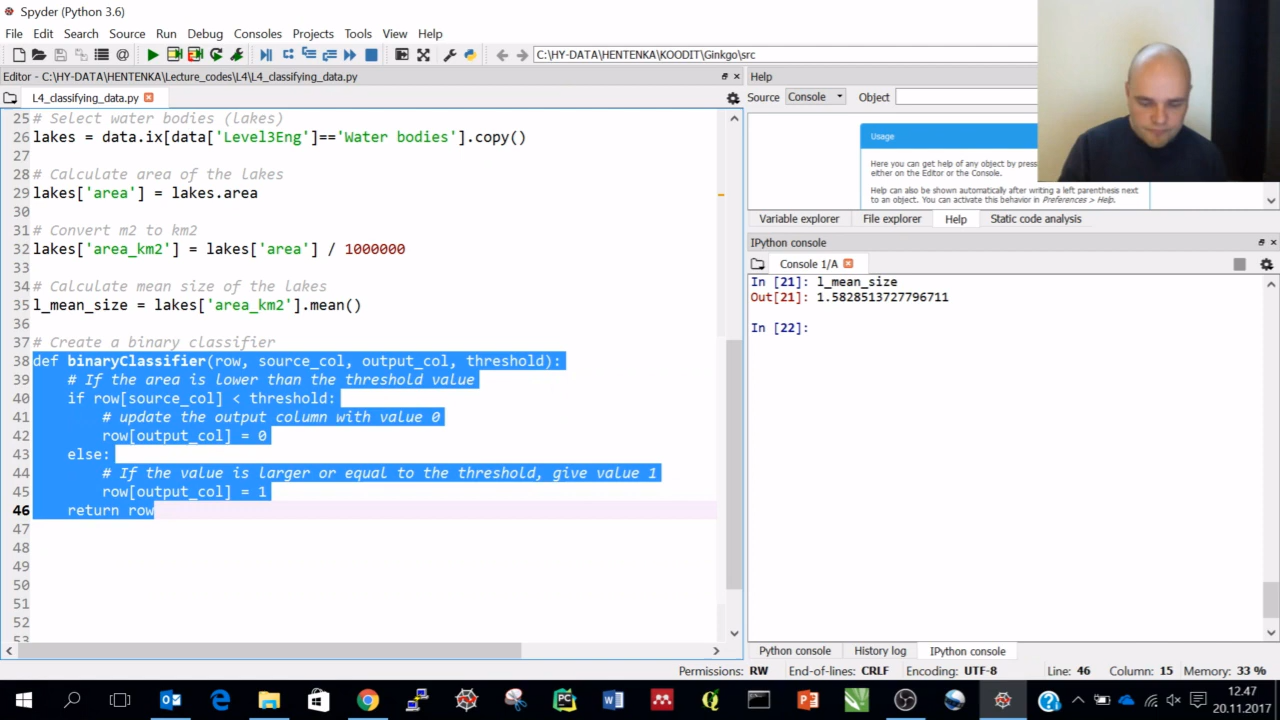 Spyder (Python 3.6)
File Edit Search Source Run Debug Consoles Projects Tools View Help
C:\HY-DATA\HENTENKA\KOODIT\Ginkgo\src
Editor - C:\HY-DATA\HENTENKA\Lecture_codes\L4\L4_classifying_data.py
L4_classifying_data.py
25 # Select water bodies (lakes)
26 lakes = data.ix[data['Level3Eng']=='Water bodies'].copy()
27
28 # Calculate area of the lakes
29 lakes['area'] = lakes.area
30
31 # Convert m2 to km2
32 lakes['area_km2'] = lakes['area'] / 1000000
33
34 # Calculate mean size of the lakes
35 l_mean_size = lakes['area_km2'].mean()
36
37 # Create a binary classifier
38 def binaryClassifier(row, source_col, output_col, threshold):
39 # If the area is lower than the threshold value
40 if row[source_col] < threshold:
41 # update the output column with value 0
42 row[output_col] = 0
43 else:
44 # If the value is larger or equal to the threshold, give value 1
45 row[output_col] = 1
46 return row
47
48
49
50
51
52
53
Help
Source Console Object
Usage
Here you can get help of any object by press
either on the Editor or the Console.
Help can also be shown automatically after writing a left parenthesis next
to an object. You can activate this behavior in Preferences > Help.
Variable explorer File explorer Help Static code analysis
IPython console
Console 1/A
In [21]: l_mean_size
Out[21]: 1.5828513727796711
In [22]:
Python console History log IPython console
Permissions: RW End-of-lines: CRLF Encoding: UTF-8 Line: 46 Column: 15 Memory: 33 %
12.47
20.11.2017